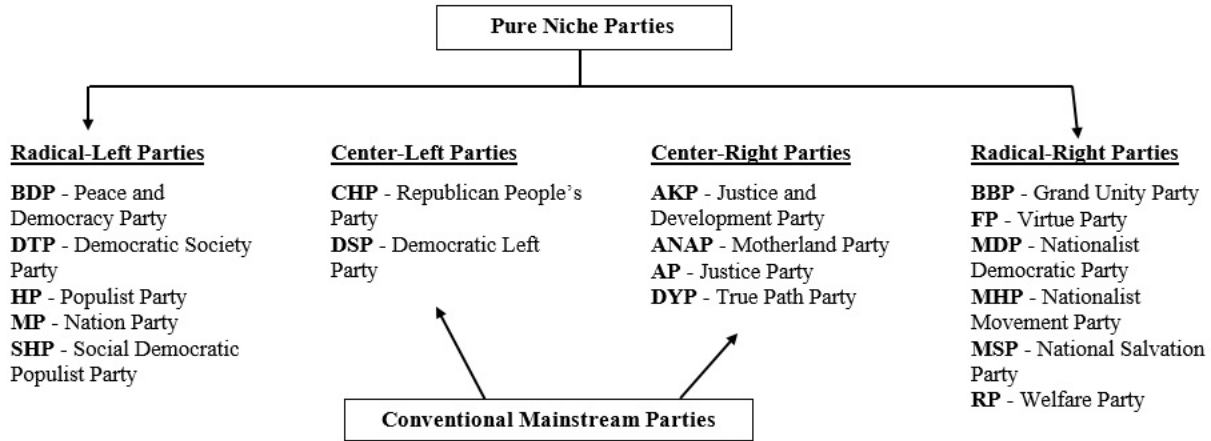 Pure Niche Parties
Radical-Left Parties
BDP - Peace and
Democracy Party
DTP - Democratic Society
Party
HP - Populist Party
MP - Nation Party
SHP - Social Democratic
Populist Party
Center-Left Parties
CHP - Republican People’s
Party
DSP - Democratic Left
Party
Center-Right Parties
AKP - Justice and
Development Party
ANAP - Motherland Party
AP - Justice Party
DYP - True Path Party
Radical-Right Parties
BBP - Grand Unity Party
FP - Virtue Party
MDP - Nationalist
Democratic Party
MHP - Nationalist
Movement Party
MSP - National Salvation
Party
RP - Welfare Party
Conventional Mainstream Parties